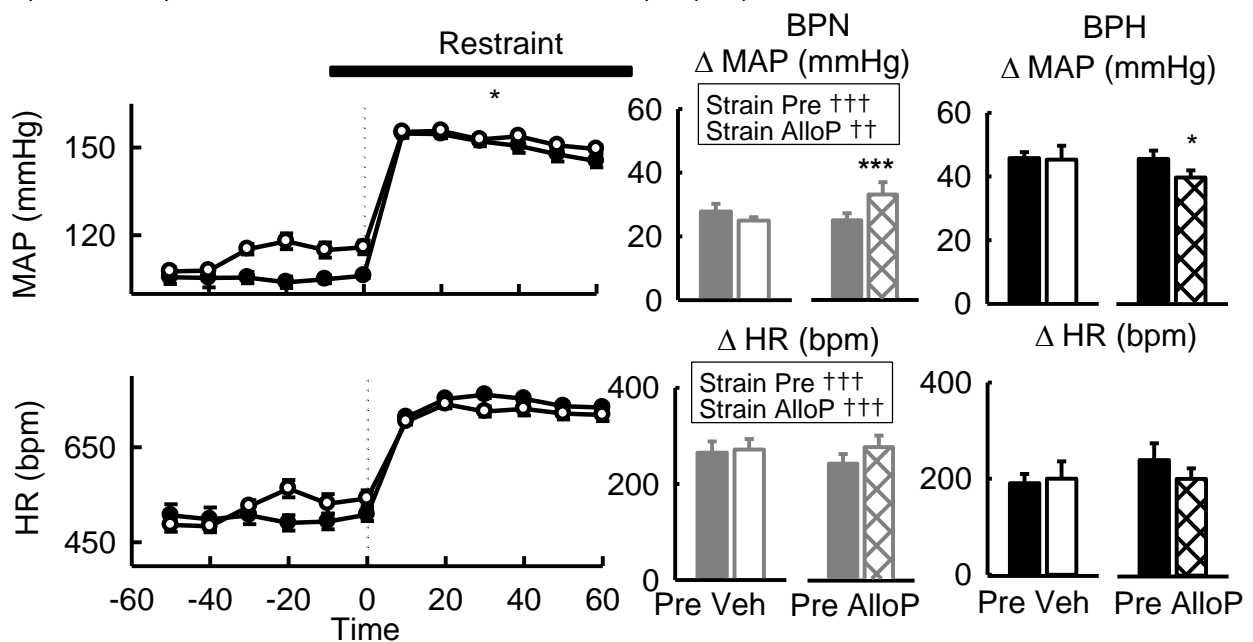 Restraint
*
MAP (mmHg)
150
120
HR (bpm)
650
450
-60 -40 -20 0 20 40 60
Time
BPN
Δ MAP (mmHg)
60
40
20
0
Strain Pre †††
Strain AlloP ††
***
Δ HR (bpm)
400
200
0
Strain Pre †††
Strain AlloP †††
Pre Veh Pre AlloP
BPH
Δ MAP (mmHg)
60
40
20
0
*
Δ HR (bpm)
400
200
0
Pre Veh Pre AlloP